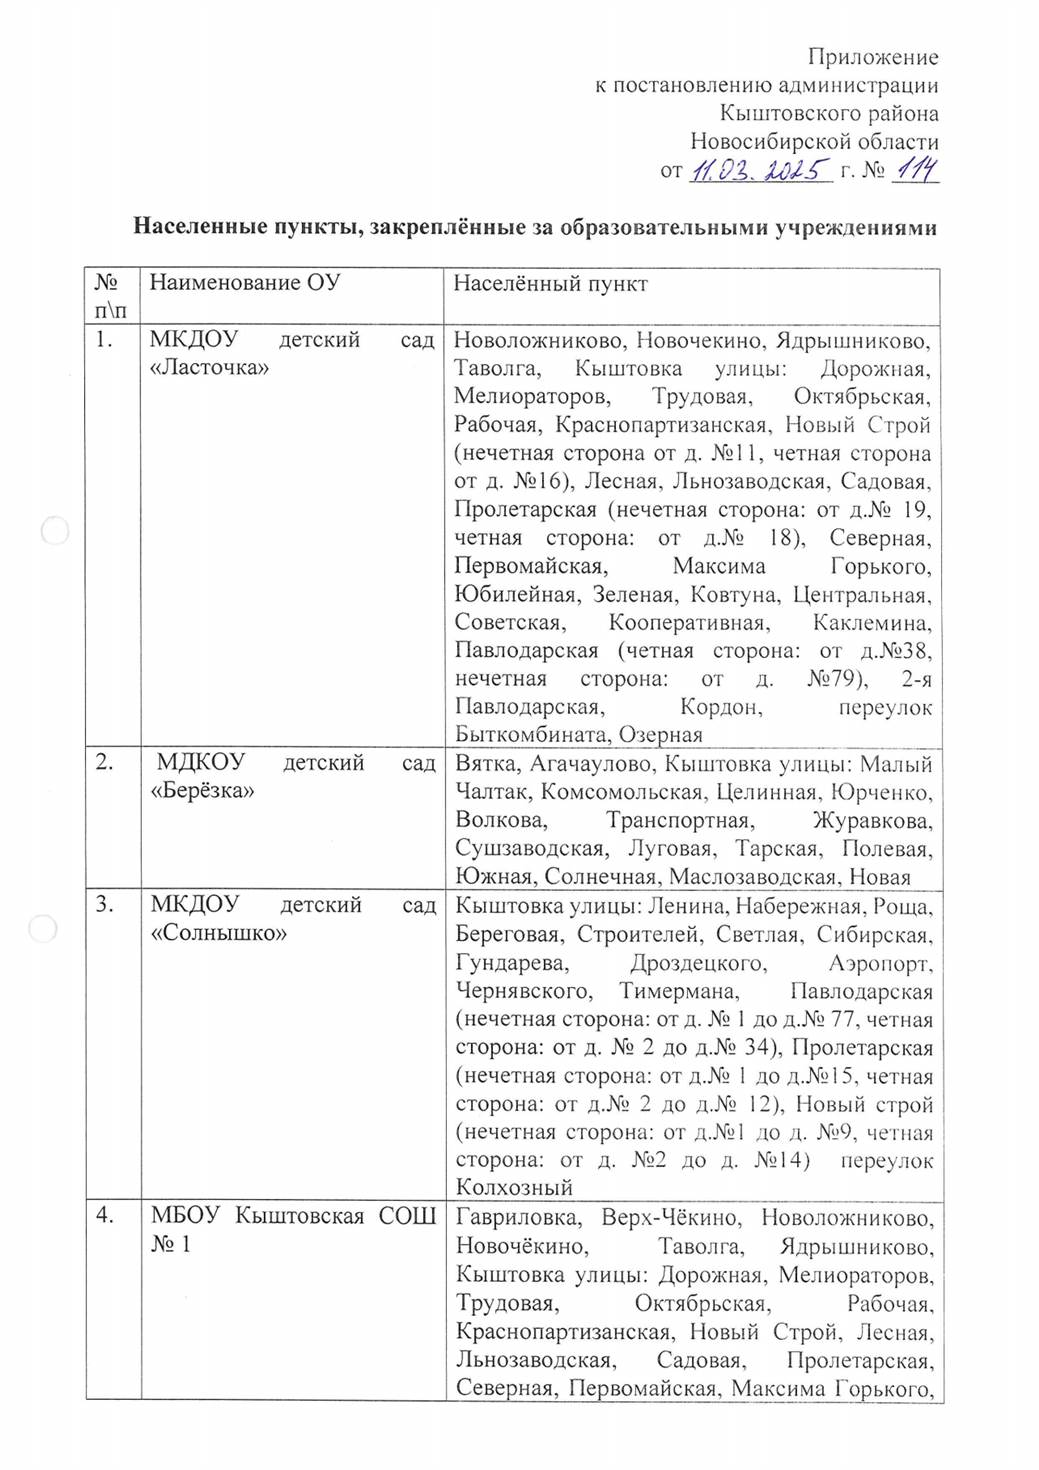 Приложение
к постановлению администрации
Кыштовского района
Новосибирской области
от 11.03.2025 г. № 114
Населенные пункты, закреплённые за образовательными учреждениями
№ п\п
Наименование ОУ
Населённый пункт
1.
МКДОУ детский сад
«Ласточка»
Новоложниково, Новочекино, Ядрышниково,
Таволга, Кыштовка улицы: Дорожная,
Мелиораторов, Трудовая, Октябрьская,
Рабочая, Краснопартизанская, Новый Строй
(нечетная сторона от д. №11, четная сторона
от д. №16), Лесная, Льнозаводская, Садовая,
Пролетарская (нечетная сторона: от д.№ 19,
четная сторона: от д.№ 18), Северная,
Первомайская, Максима Горького,
Юбилейная, Зеленая, Ковтуна, Центральная,
Советская, Кооперативная, Каклемина,
Павлодарская (четная сторона: от д.№38,
нечетная сторона: от д. №79), 2-я
Павлодарская, Кордон, переулок
Быткомбината, Озерная
2.
МДКОУ детский сад
«Берёзка»
Вятка, Агачаулово, Кыштовка улицы: Малый
Чалтак, Комсомольская, Целинная, Юрченко,
Волкова, Транспортная, Журавкова,
Сушзаводская, Луговая, Тарская, Полевая,
Южная, Солнечная, Маслозаводская, Новая
3.
МКДОУ детский сад
«Солнышко»
Кыштовка улицы: Ленина, Набережная, Роща,
Береговая, Строителей, Светлая, Сибирская,
Гундарева, Дроздецкого, Аэропорт,
Чернявского, Тимермана, Павлодарская
(нечетная сторона: от д. № 1 до д.№ 77, четная
сторона: от д. № 2 до д.№ 34), Пролетарская
(нечетная сторона: от д.№ 1 до д.№15, четная
сторона: от д.№ 2 до д.№ 12), Новый строй
(нечетная сторона: от д.№1 до д. №9, четная
сторона: от д. №2 до д. №14) переулок
Колхозный
4.
МБОУ Кыштовская СОШ
№ 1
Гавриловка, Верх-Чёкино, Новоложниково,
Новочёкино, Таволга, Ядрышниково,
Кыштовка улицы: Дорожная, Мелиораторов,
Трудовая, Октябрьская, Рабочая,
Краснопартизанская, Новый Строй, Лесная,
Льнозаводская, Садовая, Пролетарская,
Северная, Первомайская, Максима Горького,